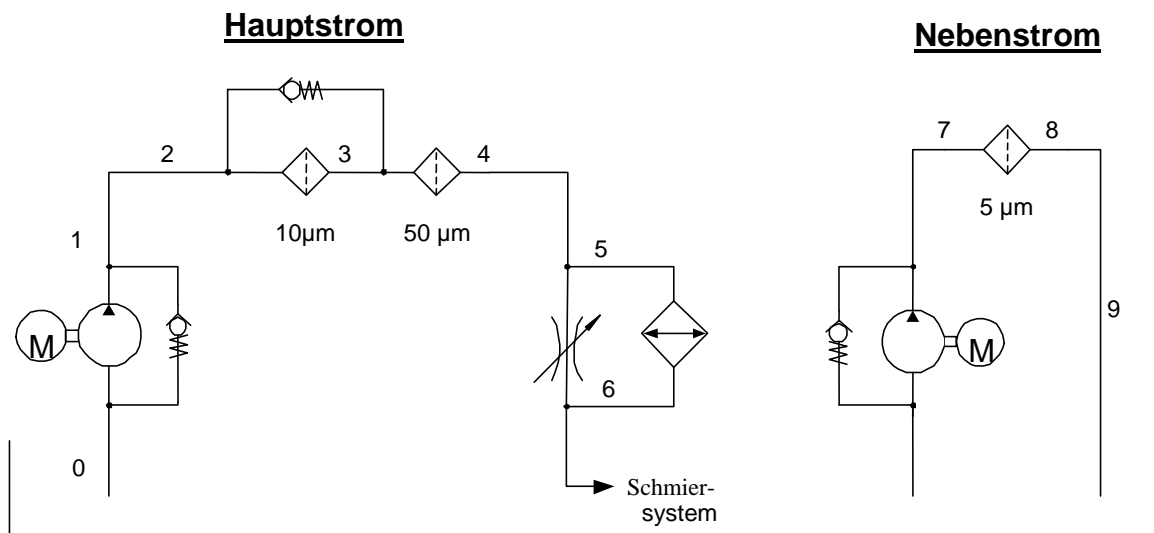 Hauptstrom
Nebenstrom
2
3
4
7
8
10µm
50 µm
5 µm
1
5
9
M
M
6
0
Schmier-
system